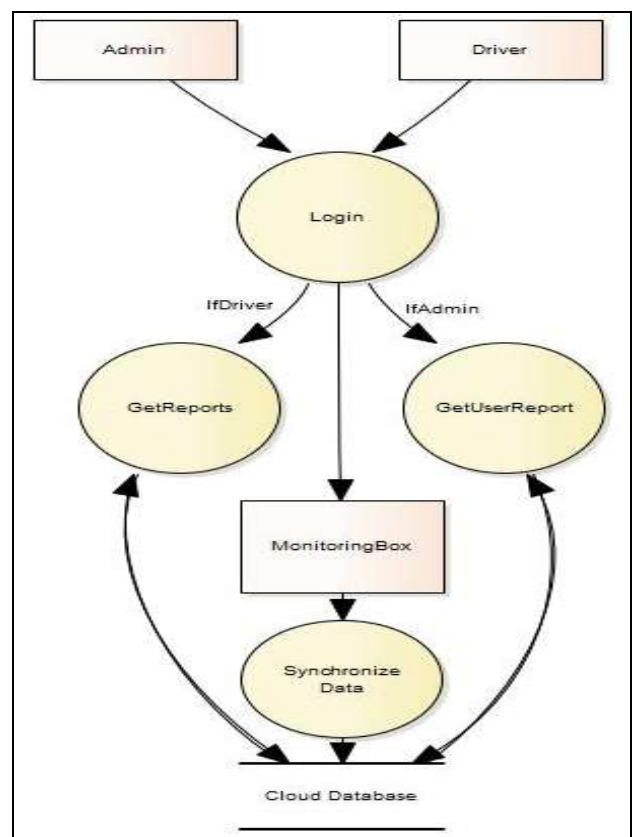 Admin
Driver
Login
IfDriver
IfAdmin
GetReports
GetUserReport
MonitoringBox
Synchronize
Data
Cloud Database